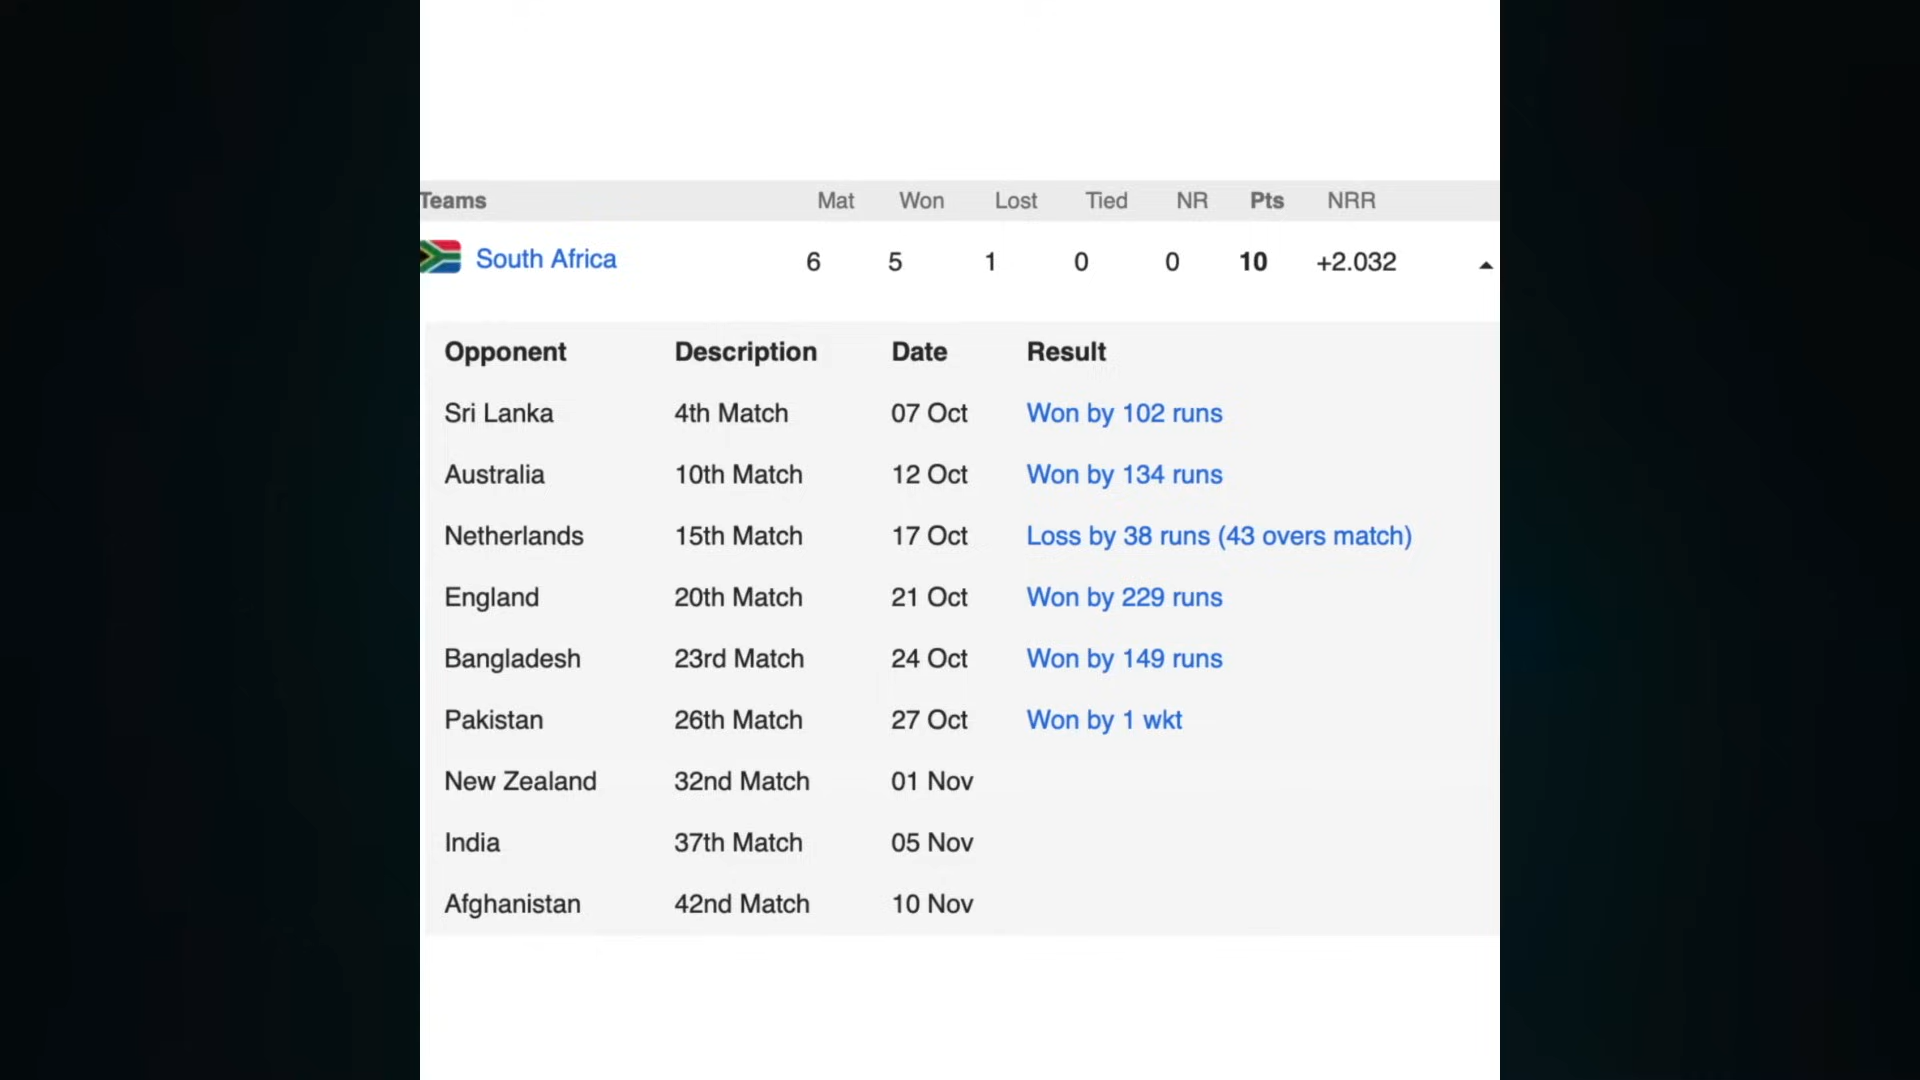 Teams Mat Won Lost Tied NR Pts NRR
South Africa 6 5 1 0 0 10 +2.032
Opponent Description Date Result
Sri Lanka 4th Match 07 Oct Won by 102 runs
Australia 10th Match 12 Oct Won by 134 runs
Netherlands 15th Match 17 Oct Loss by 38 runs (43 overs match)
England 20th Match 21 Oct Won by 229 runs
Bangladesh 23rd Match 24 Oct Won by 149 runs
Pakistan 26th Match 27 Oct Won by 1 wkt
New Zealand 32nd Match 01 Nov
India 37th Match 05 Nov
Afghanistan 42nd Match 10 Nov